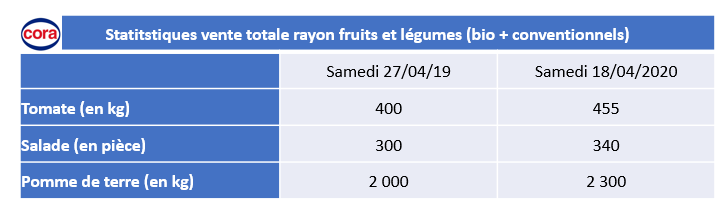 cora
Statitstiques vente totale rayon fruits et légumes (bio + conventionnels)
Samedi 27/04/19 Samedi 18/04/2020
Tomate (en kg) 400 455
Salade (en pièce) 300 340
Pomme de terre (en kg) 2 000 2 300